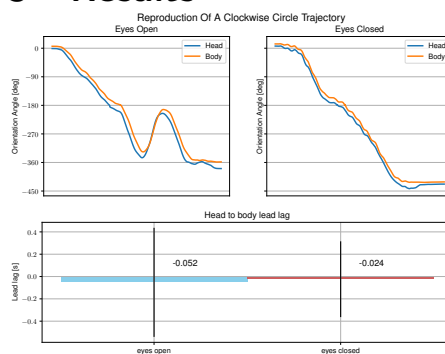 Reproduction Of A Clockwise Circle Trajectory
Eyes Open
Eyes Closed
Orientation Angle [deg]
0
-90
-180
-270
-360
-450
Head
Body
Orientation Angle [deg]
Head
Body
Head to body lead lag
Lead lag [s]
0.4
0.2
0.0
−0.2
−0.4
-0.052
-0.024
eyes open
eyes closed